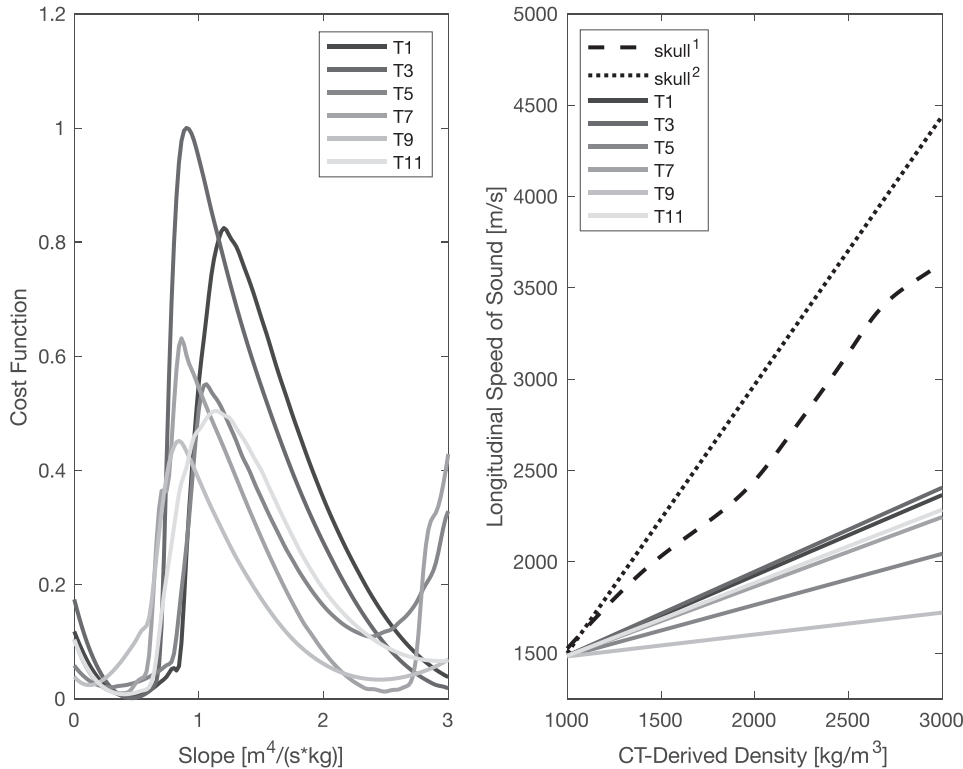 1.2
1
0.8
0.6
0.4
0.2
0
0 1 2 3
Cost Function
Slope [m⁴/(s*kg)]
T1
T3
T5
T7
T9
T11
5000
4500
4000
3500
3000
2500
2000
1500
1000 1500 2000 2500 3000
Longitudinal Speed of Sound [m/s]
CT-Derived Density [kg/m³]
skull¹
skull²
T1
T3
T5
T7
T9
T11